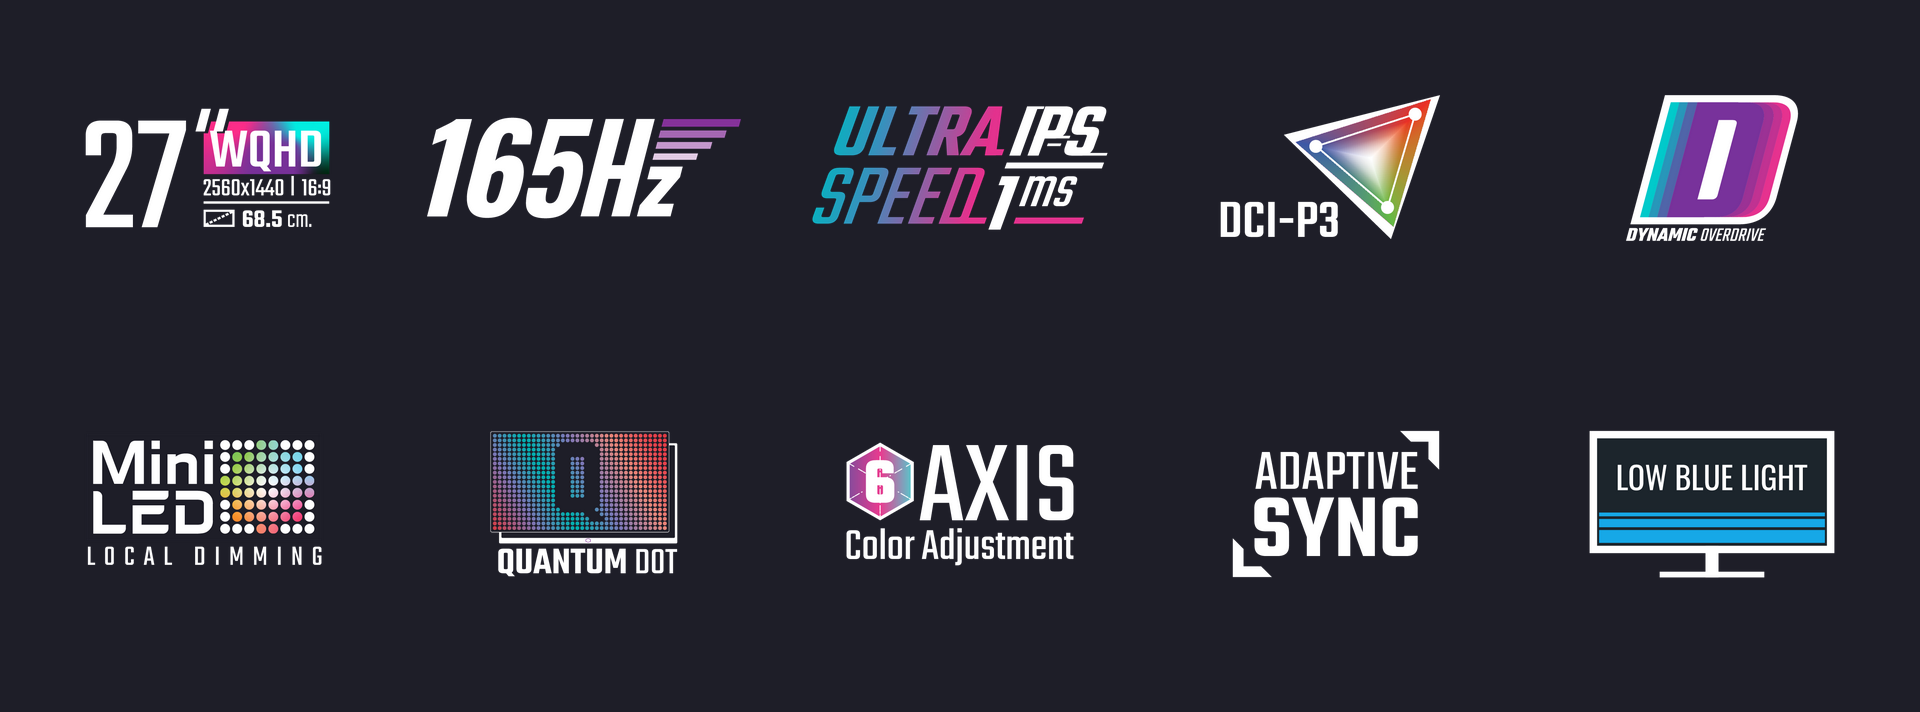 27" WQHD
2560x1440 | 16:9
68.5 cm.
165Hz
ULTRA IPS
SPEED 1ms
DCI-P3
D
DYNAMIC OVERDRIVE
Mini
LED
LOCAL DIMMING
Q
QUANTUM DOT
6 AXIS
Color Adjustment
ADAPTIVE
SYNC
LOW BLUE LIGHT